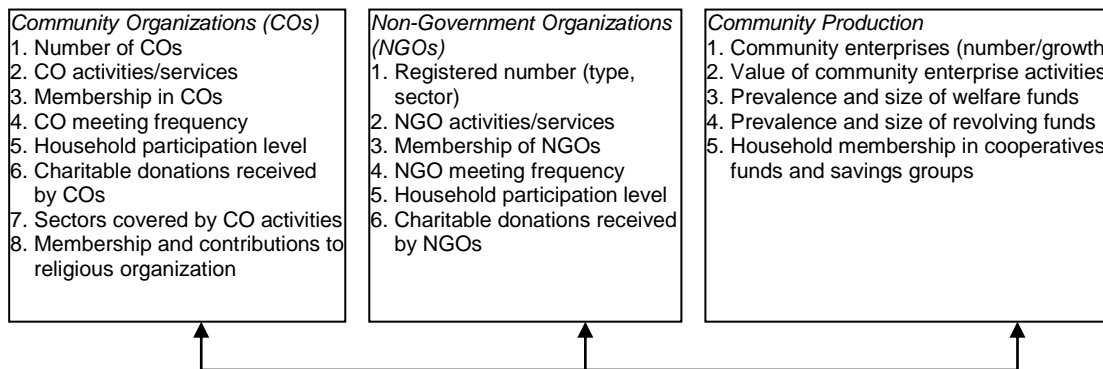 Community Organizations (COs)
1. Number of COs
2. CO activities/services
3. Membership in COs
4. CO meeting frequency
5. Household participation level
6. Charitable donations received
by COs
7. Sectors covered by CO activities
8. Membership and contributions to
religious organization
Non-Government Organizations
(NGOs)
1. Registered number (type,
sector)
2. NGO activities/services
3. Membership of NGOs
4. NGO meeting frequency
5. Household participation level
6. Charitable donations received
by NGOs
Community Production
1. Community enterprises (number/growth
2. Value of community enterprise activities
3. Prevalence and size of welfare funds
4. Prevalence and size of revolving funds
5. Household membership in cooperatives
funds and savings groups